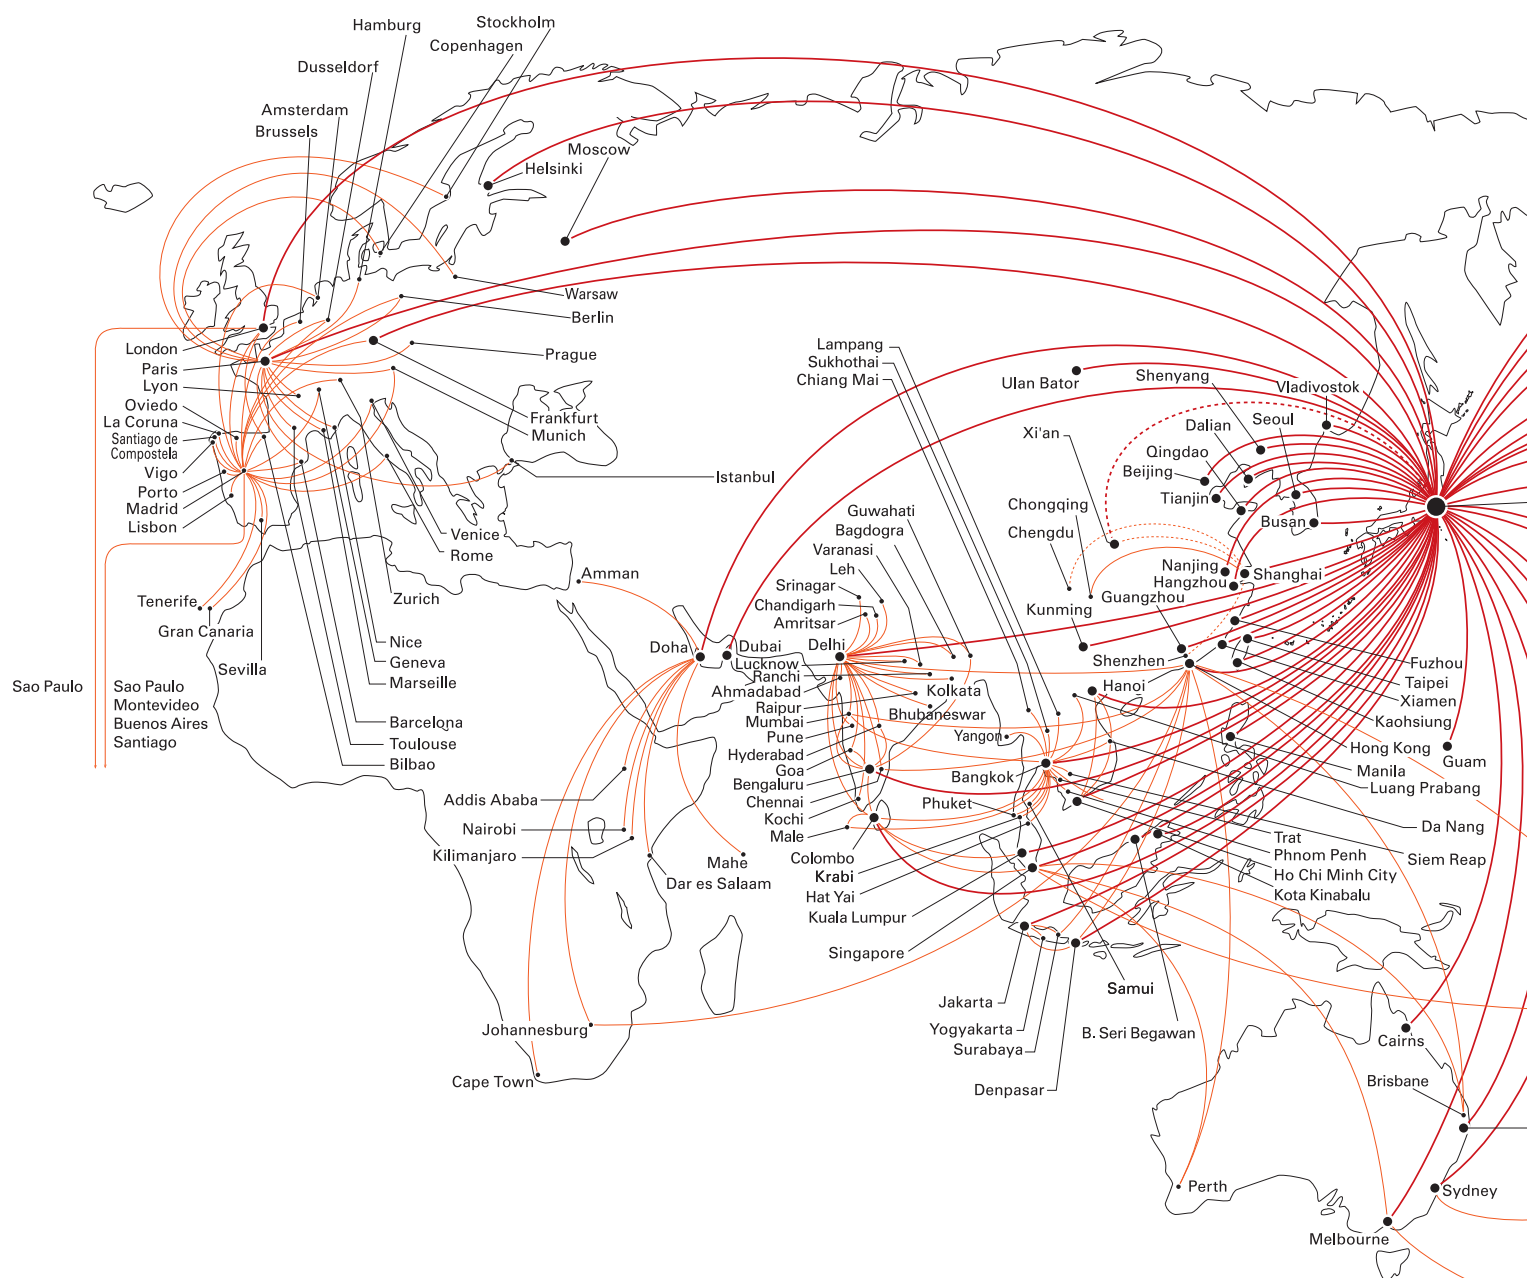 Hamburg
Stockholm
Copenhagen
Dusseldorf
Amsterdam
Brussels
Moscow
Helsinki
Warsaw
Berlin
Prague
London
Paris
Lyon
Oviedo
La Coruna
Santiago de
Compostela
Vigo
Porto
Madrid
Lisbon
Frankfurt
Munich
Istanbul
Venice
Rome
Zurich
Nice
Geneva
Marseille
Barcelona
Toulouse
Bilbao
Tenerife
Gran Canaria
Sevilla
Sao Paulo
Sao Paulo
Montevideo
Buenos Aires
Santiago
Amman
Doha
Dubai
Addis Ababa
Nairobi
Kilimanjaro
Mahe
Dar es Salaam
Johannesburg
Cape Town
Lampang
Sukhothai
Chiang Mai
Guwahati
Bagdogra
Varanasi
Leh
Srinagar
Chandigarh
Amritsar
Delhi
Lucknow
Ranchi
Ahmadabad
Kolkata
Raipur
Bhubaneswar
Mumbai
Pune
Hyderabad
Goa
Bengaluru
Chennai
Kochi
Male
Colombo
Krabi
Hat Yai
Kuala Lumpur
Singapore
Yangon
Bangkok
Phuket
Ulan Bator
Shenyang
Vladivostok
Dalian
Seoul
Xi'an
Qingdao
Beijing
Tianjin
Busan
Chongqing
Chengdu
Nanjing
Hangzhou
Shanghai
Kunming
Guangzhou
Shenzhen
Hanoi
Fuzhou
Taipei
Xiamen
Kaohsiung
Hong Kong
Guam
Manila
Luang Prabang
Da Nang
Trat
Phnom Penh
Siem Reap
Ho Chi Minh City
Kota Kinabalu
Samui
Jakarta
Yogyakarta
Surabaya
B. Seri Begawan
Denpasar
Cairns
Brisbane
Perth
Sydney
Melbourne